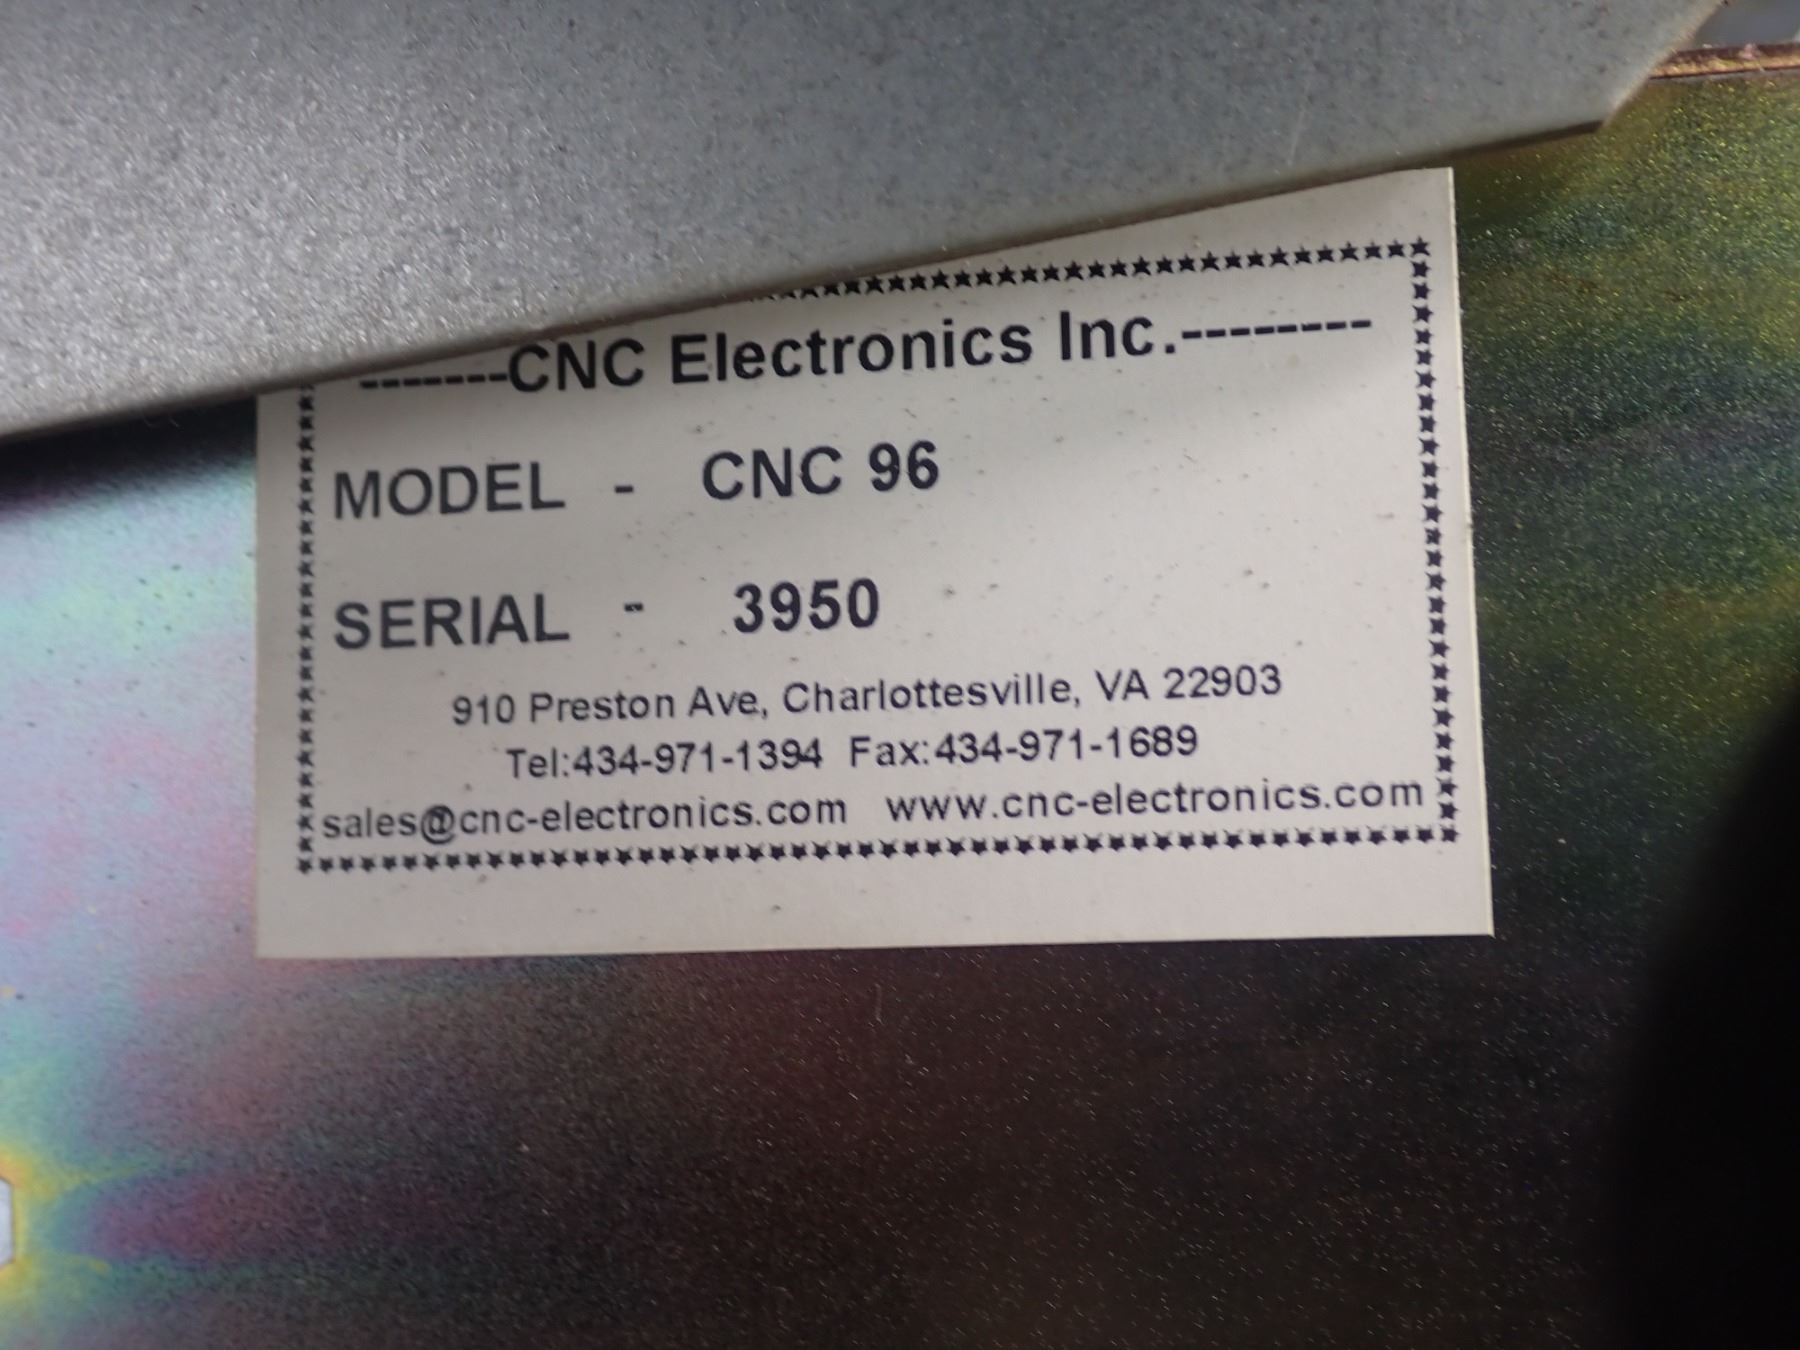 -------CNC Electronics Inc.--------
MODEL - CNC 96
SERIAL - 3950
910 Preston Ave, Charlottesville, VA 22903
Tel:434-971-1394 Fax:434-971-1689
sales@cnc-electronics.com www.cnc-electronics.com